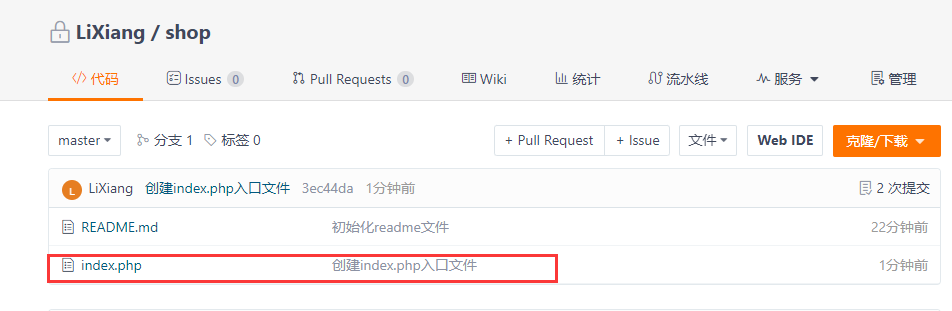 LiXiang / shop
代码 Issues 0 Pull Requests 0 Wiki 统计 流水线 服务 管理
master 分支 1 标签 0 + Pull Request + Issue 文件 Web IDE 克隆/下载
L LiXiang 创建index.php入口文件 3ec44da 1分钟前 2 次提交
README.md 初始化readme文件 22分钟前
index.php 创建index.php入口文件 1分钟前